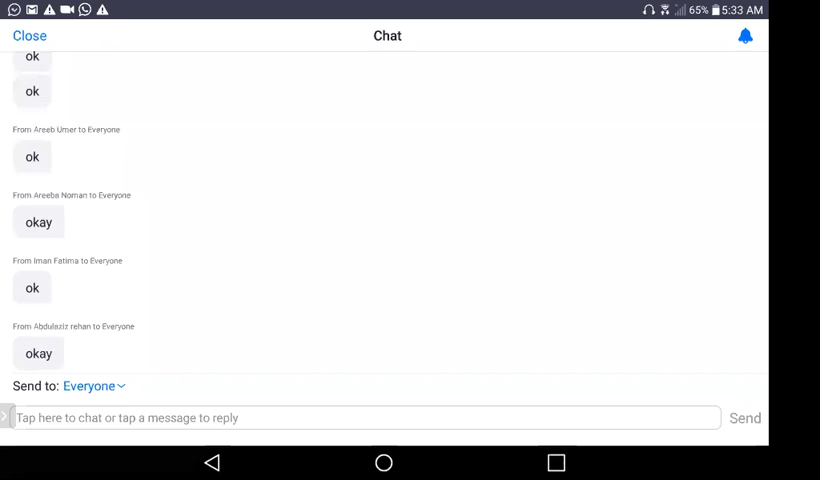 65% 5:33 AM
Close
Chat
ok
ok
From Areeb Umer to Everyone
ok
From Areeba Noman to Everyone
okay
From Iman Fatima to Everyone
ok
From Abdulaziz rehan to Everyone
okay
Send to: Everyone
Tap here to chat or tap a message to reply
Send